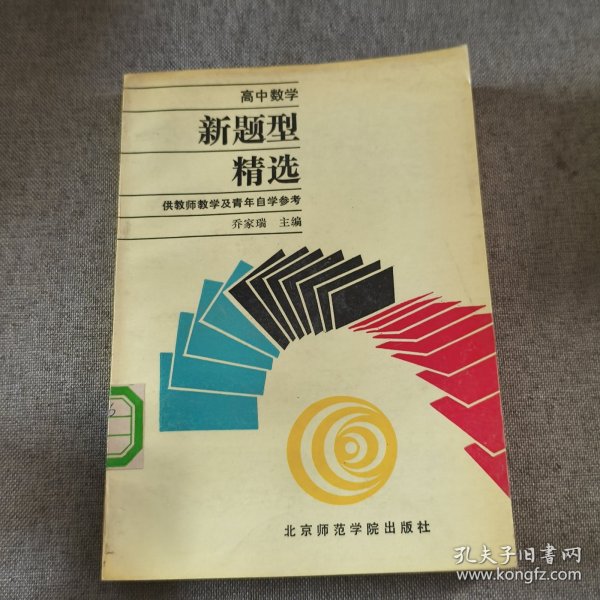 高中数学
新题型
精选
供教师教学及青年自学参考
乔家瑞 主编
北京师范学院出版社
孔夫子旧书网
www.kongfz.com